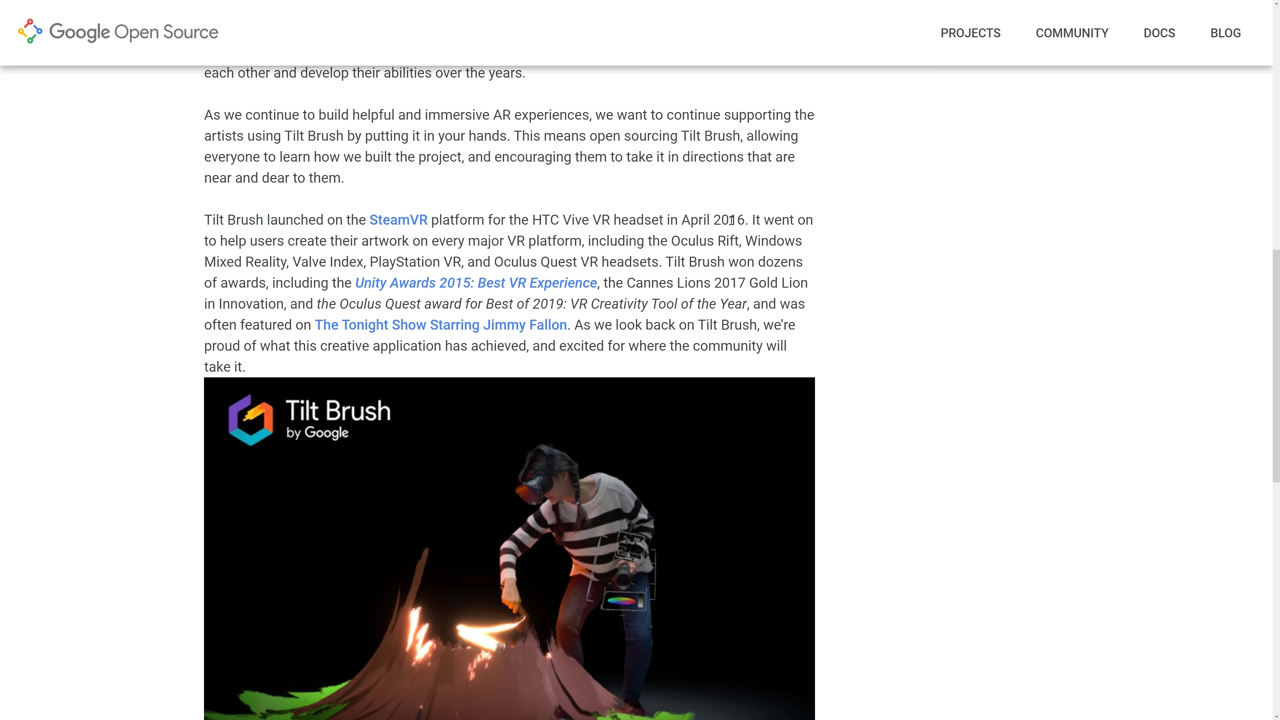 Google Open Source
PROJECTS
COMMUNITY
DOCS
BLOG
each other and develop their abilities over the years.
As we continue to build helpful and immersive AR experiences, we want to continue supporting the
artists using Tilt Brush by putting it in your hands. This means open sourcing Tilt Brush, allowing
everyone to learn how we built the project, and encouraging them to take it in directions that are
near and dear to them.
Tilt Brush launched on the SteamVR platform for the HTC Vive VR headset in April 2016. It went on
to help users create their artwork on every major VR platform, including the Oculus Rift, Windows
Mixed Reality, Valve Index, PlayStation VR, and Oculus Quest VR headsets. Tilt Brush won dozens
of awards, including the Unity Awards 2015: Best VR Experience, the Cannes Lions 2017 Gold Lion
in Innovation, and the Oculus Quest award for Best of 2019: VR Creativity Tool of the Year, and was
often featured on The Tonight Show Starring Jimmy Fallon. As we look back on Tilt Brush, we’re
proud of what this creative application has achieved, and excited for where the community will
take it.
Tilt Brush
by Google